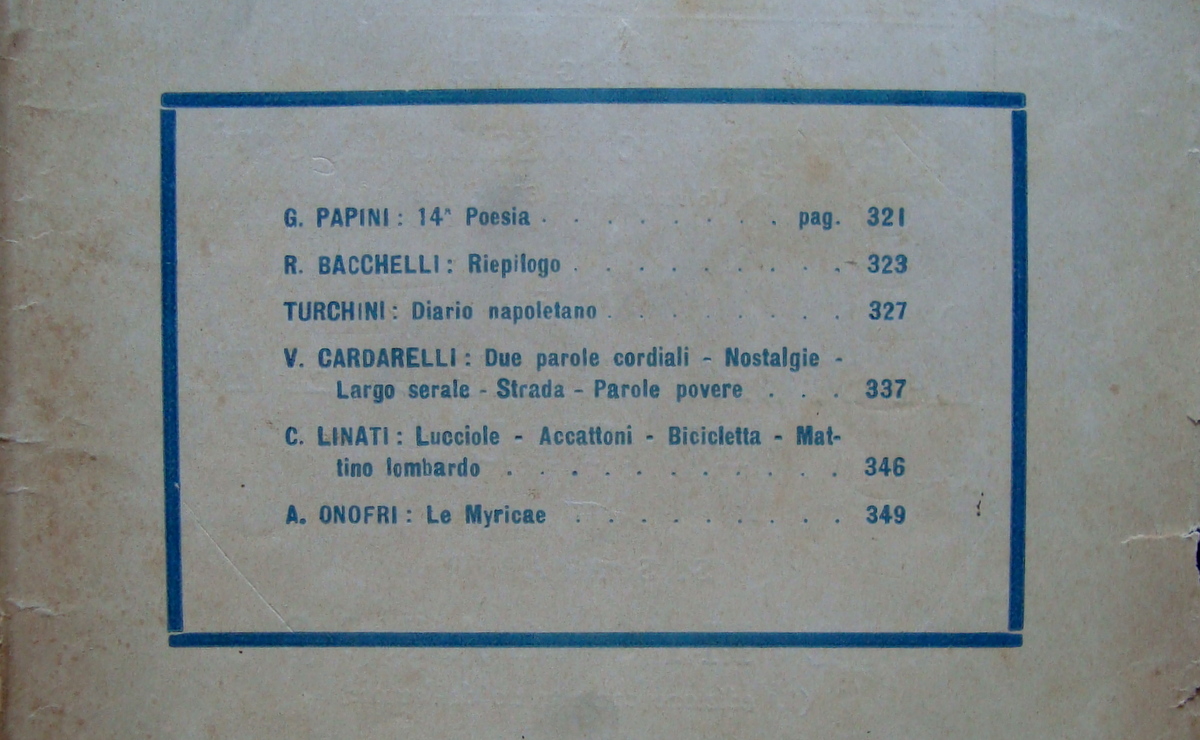 G. PAPINI : 14ª Poesia . . . . . . . . pag. 321
R. BACCHELLI : Riepilogo . . . . . . . . . 323
TURCHINI : Diario napoletano . . . . . . . . 327
V. CARDARELLI : Due parole cordiali - Nostalgie -
Largo serale - Strada - Parole povere . . . 337
C. LINATI : Lucciole - Accattoni - Bicicletta - Mat-
tino lombardo . . . . . . . . . . . 346
A. ONOFRI : Le Myricae . . . . . . . . . 349